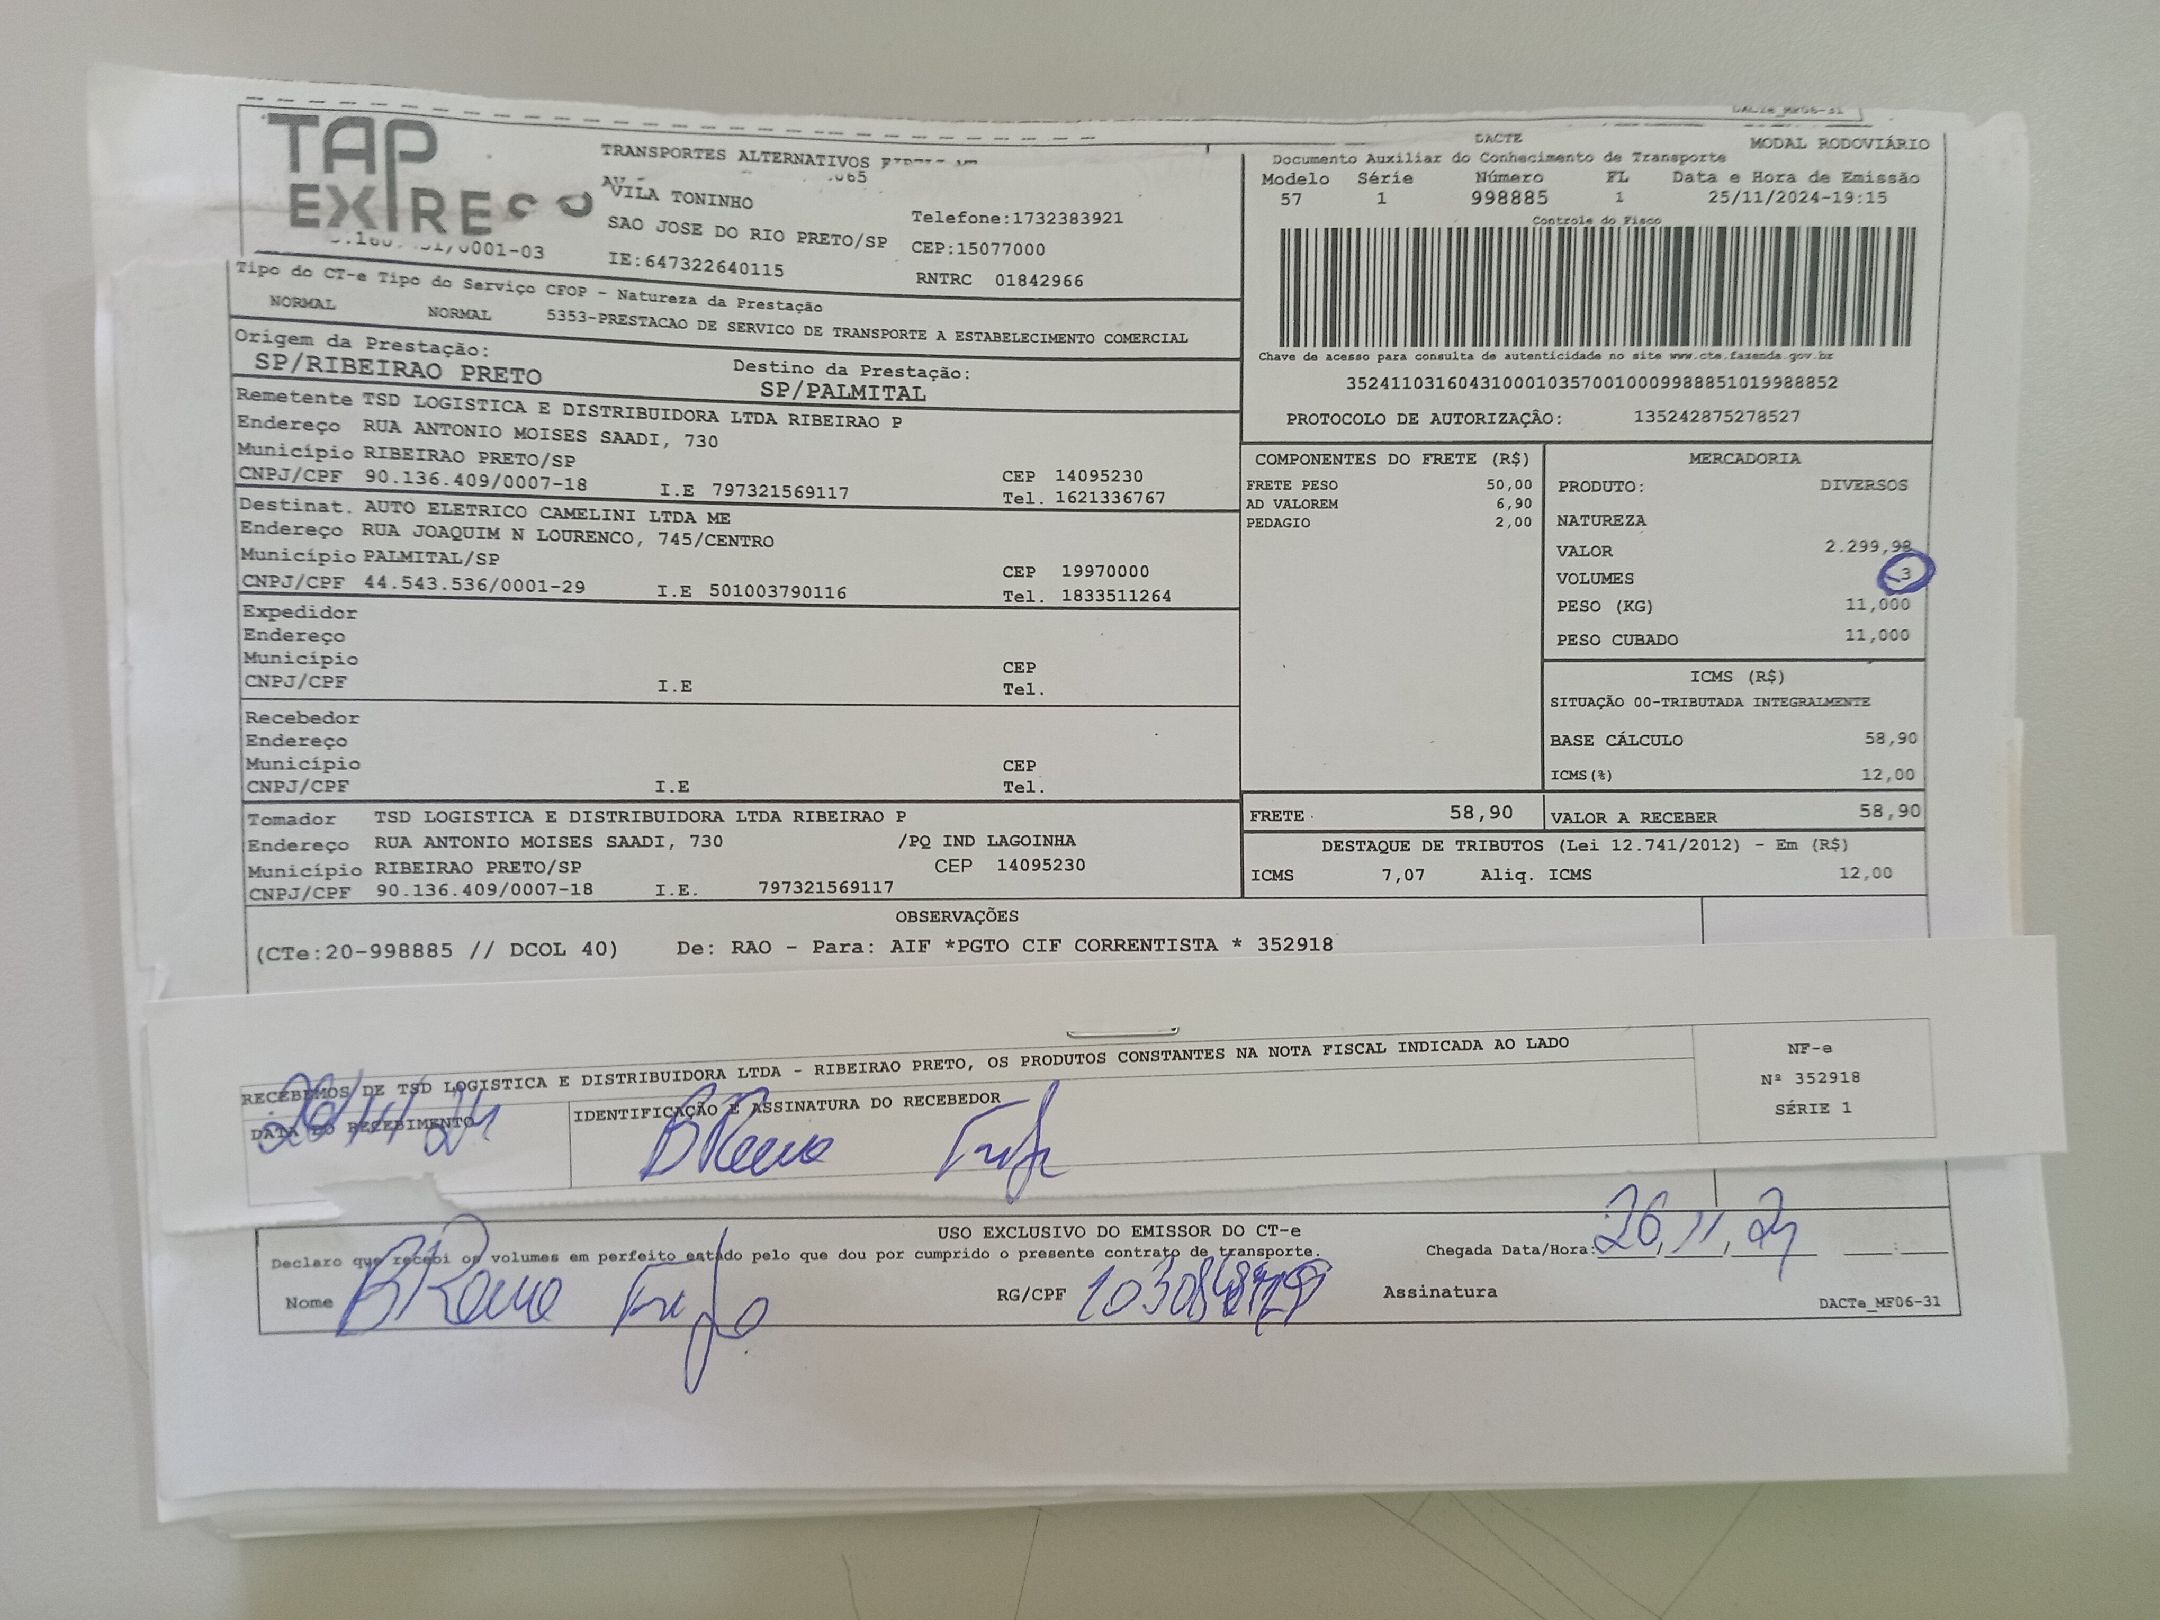 TAP
EXPRESSO
TRANSPORTES ALTERNATIVOS
VILA TONINHO
SAO JOSE DO RIO PRETO/SP
IE:647322640115
Telefone:1732383921
CEP:15077000
RNTRC 01842966
/0001-03
DACTe_MF06-31
DACTE MODAL RODOVIÁRIO
Documento Auxiliar do Conhecimento de Transporte
Modelo Série Número FL Data e Hora de Emissão
57 1 998885 1 25/11/2024-19:15
Controle do Fisco
Chave de acesso para consulta de autenticidade no site www.cte.fazenda.gov.br
35241103160431000103570010009988851019988852
PROTOCOLO DE AUTORIZAÇÃO: 135242875278527
Tipo do CT-e Tipo do Serviço CFOP - Natureza da Prestação
NORMAL NORMAL 5353-PRESTACAO DE SERVICO DE TRANSPORTE A ESTABELECIMENTO COMERCIAL
Origem da Prestação: Destino da Prestação:
SP/RIBEIRAO PRETO SP/PALMITAL
Remetente TSD LOGISTICA E DISTRIBUIDORA LTDA RIBEIRAO P
Endereço RUA ANTONIO MOISES SAADI, 730
Município RIBEIRAO PRETO/SP CEP 14095230
CNPJ/CPF 90.136.409/0007-18 I.E 797321569117 Tel. 1621336767
Destinat. AUTO ELETRICO CAMELINI LTDA ME
Endereço RUA JOAQUIM N LOURENCO, 745/CENTRO
Município PALMITAL/SP CEP 19970000
CNPJ/CPF 44.543.536/0001-29 I.E 501003790116 Tel. 1833511264
Expedidor
Endereço
Município CEP
CNPJ/CPF I.E Tel.
Recebedor
Endereço
Município CEP
CNPJ/CPF I.E Tel.
Tomador TSD LOGISTICA E DISTRIBUIDORA LTDA RIBEIRAO P
Endereço RUA ANTONIO MOISES SAADI, 730 /PQ IND LAGOINHA
Município RIBEIRAO PRETO/SP CEP 14095230
CNPJ/CPF 90.136.409/0007-18 I.E. 797321569117
COMPONENTES DO FRETE (R$)
FRETE PESO 50,00
AD VALOREM 6,90
PEDAGIO 2,00
MERCADORIA
PRODUTO: DIVERSOS
NATUREZA
VALOR 2.299,98
VOLUMES 3
PESO (KG) 11,000
PESO CUBADO 11,000
ICMS (R$)
SITUAÇÃO 00-TRIBUTADA INTEGRALMENTE
BASE CÁLCULO 58,90
ICMS(%) 12,00
FRETE 58,90 VALOR A RECEBER 58,90
DESTAQUE DE TRIBUTOS (Lei 12.741/2012) - Em (R$)
ICMS 7,07 Aliq. ICMS 12,00
OBSERVAÇÕES
(CTe:20-998885 // DCOL 40) De: RAO - Para: AIF *PGTO CIF CORRENTISTA * 352918
RECEBEMOS DE TSD LOGISTICA E DISTRIBUIDORA LTDA - RIBEIRAO PRETO, OS PRODUTOS CONSTANTES NA NOTA FISCAL INDICADA AO LADO
DATA DO RECEBIMENTO IDENTIFICAÇÃO E ASSINATURA DO RECEBEDOR
26/11/24
NF-e
Nº 352918
SÉRIE 1
USO EXCLUSIVO DO EMISSOR DO CT-e
Declaro que recebi os volumes em perfeito estado pelo que dou por cumprido o presente contrato de transporte.
Chegada Data/Hora: 26, 11, 24 :
Nome RG/CPF Assinatura
DACTe_MF06-31